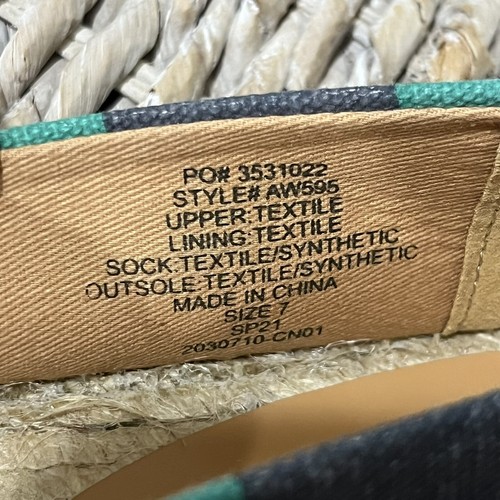 PO# 3531022
STYLE# AW595
UPPER:TEXTILE
LINING:TEXTILE
SOCK:TEXTILE/SYNTHETIC
OUTSOLE:TEXTILE/SYNTHETIC
MADE IN CHINA
SIZE 7
SP21
2030710-CN01